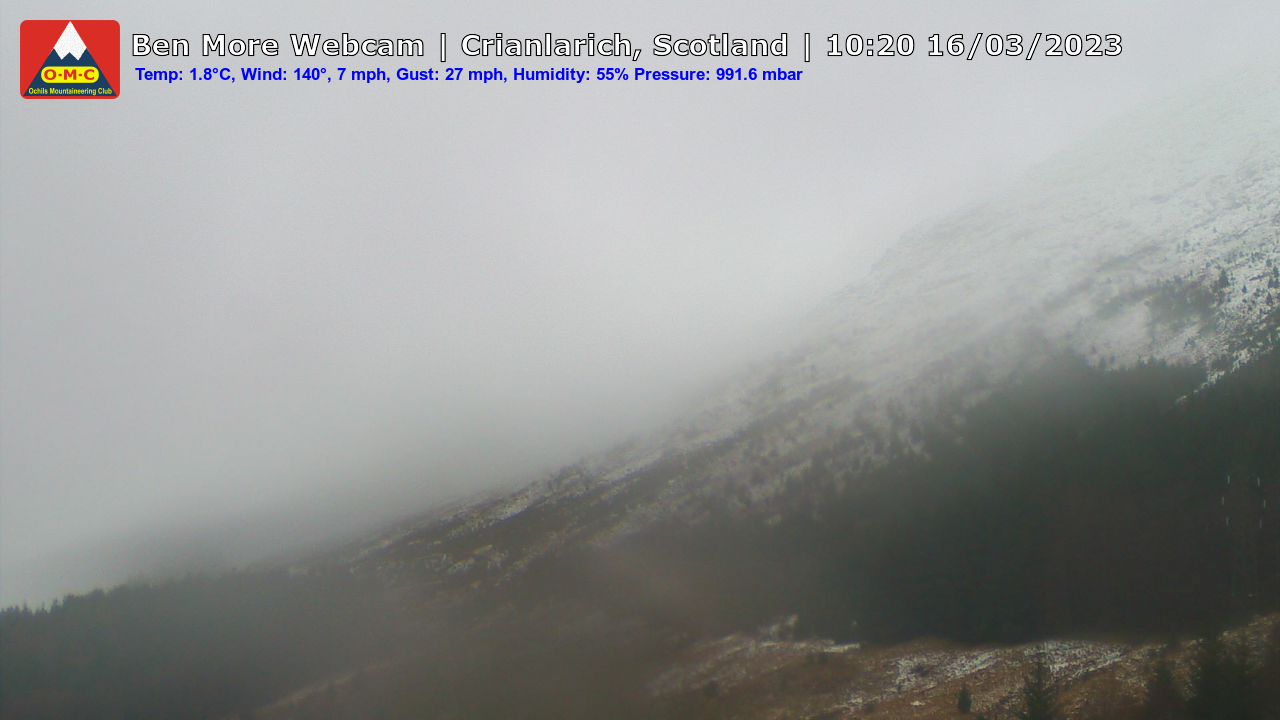 Ben More Webcam | Crianlarich, Scotland | 10:20 16/03/2023
Temp: 1.8°C, Wind: 140°, 7 mph, Gust: 27 mph, Humidity: 55% Pressure: 991.6 mbar
O·M·C
Ochils Mountaineering Club